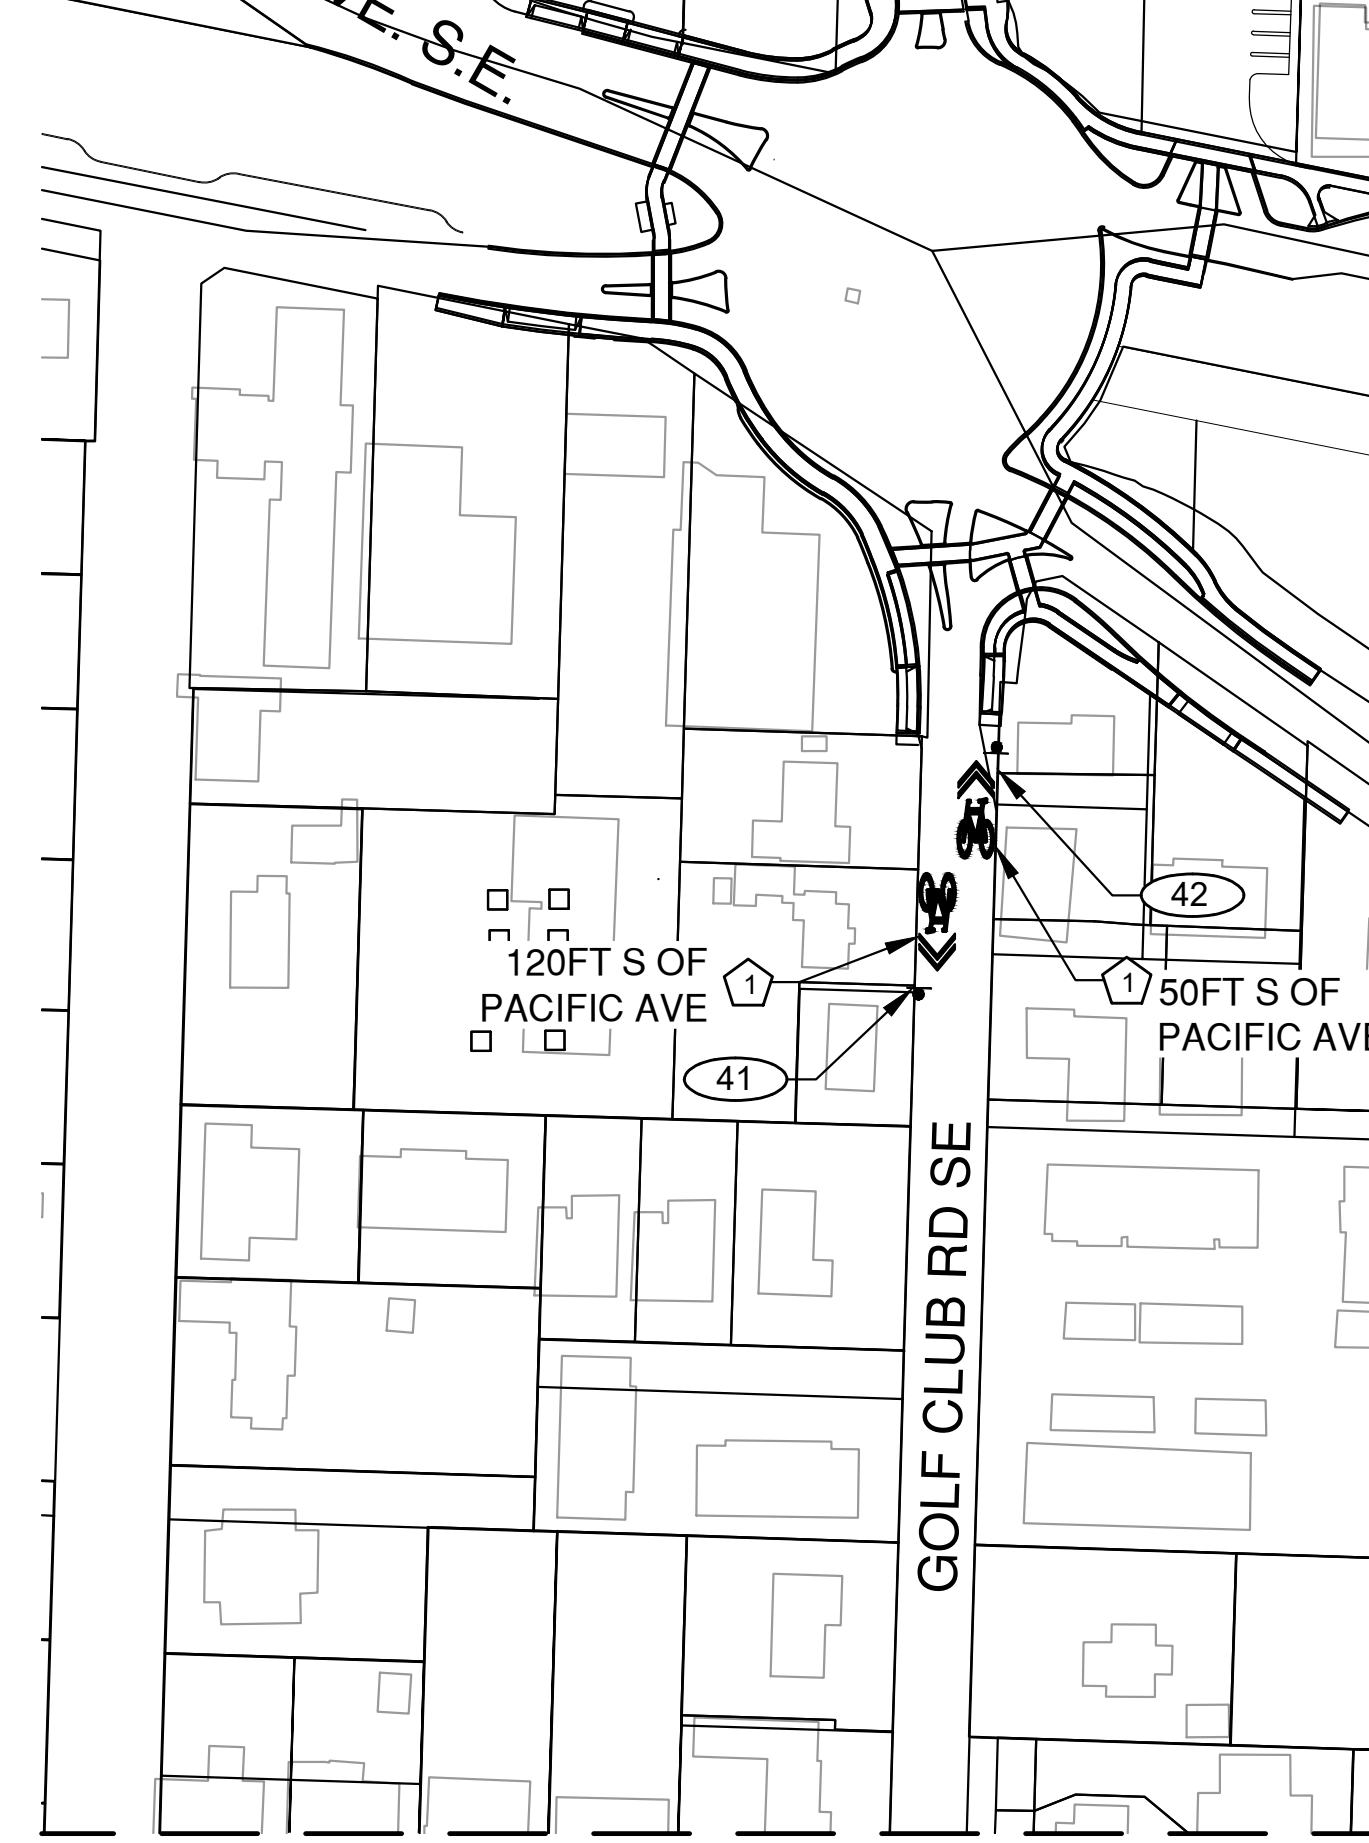 E. S.E.
42
120FT S OF
PACIFIC AVE
1
1
50FT S OF
PACIFIC AVE
41
GOLF CLUB RD SE